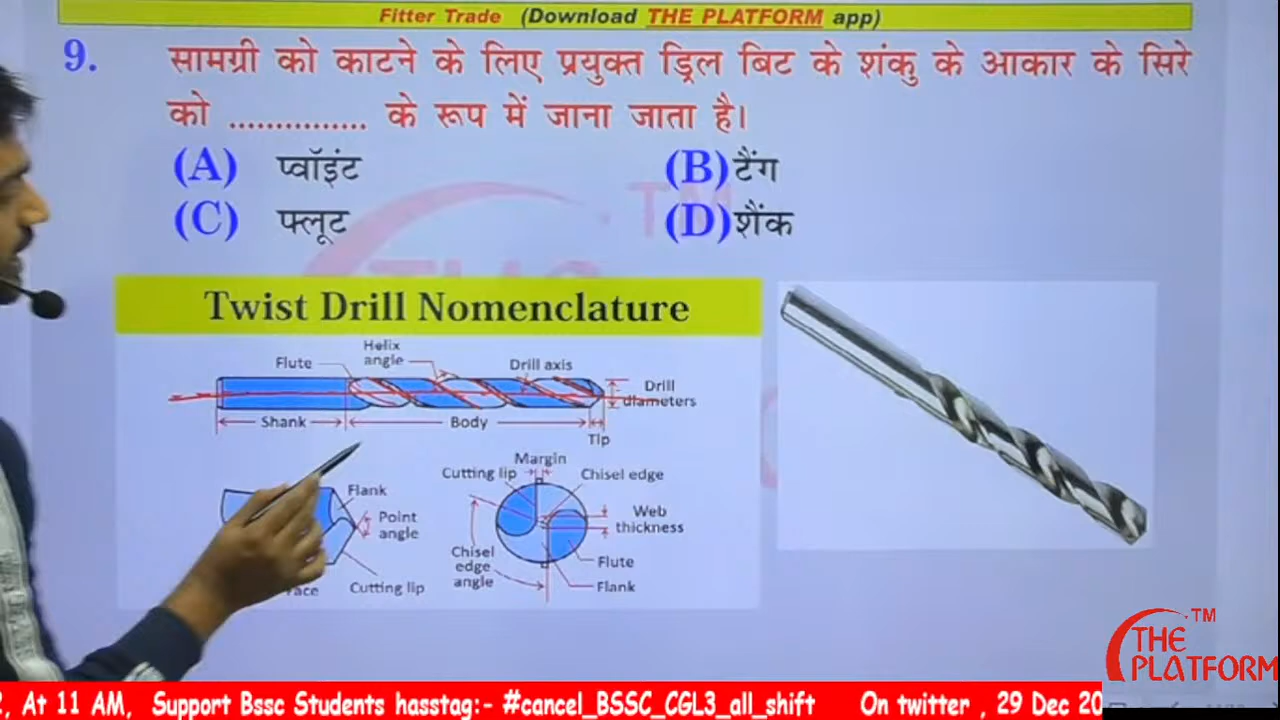 Fitter Trade (Download THE PLATFORM app)
9. सामग्री को काटने के लिए प्रयुक्त ड्रिल बिट के शंकु के आकार के सिरे
को .............. के रूप में जाना जाता है।
(A) प्वॉइंट (B) टैंग
(C) फ्लूट (D) शैंक
TM
Twist Drill Nomenclature
Flute
Helix
angle
Drill axis
Drill
diameters
Shank
Body
Tip
Flank
Point
angle
Cutting lip
Margin
Cutting lip
Chisel edge
Web
thickness
Chisel
edge
angle
Flute
Flank
TM
THE
PLATFORM
2, At 11 AM, Support Bssc Students hasstag:- #cancel_BSSC_CGL3_all_shift On twitter , 29 Dec 20